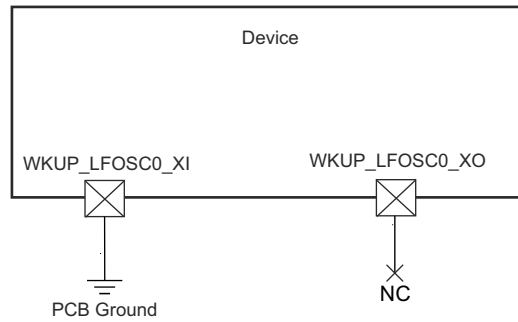 Device
WKUP_LFOSC0_XI
WKUP_LFOSC0_XO
PCB Ground
NC